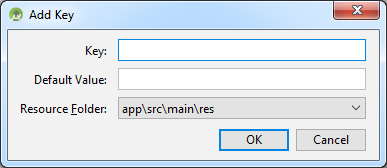 Add Key
Key:
Default Value:
Resource Folder: app\src\main\res
OK Cancel